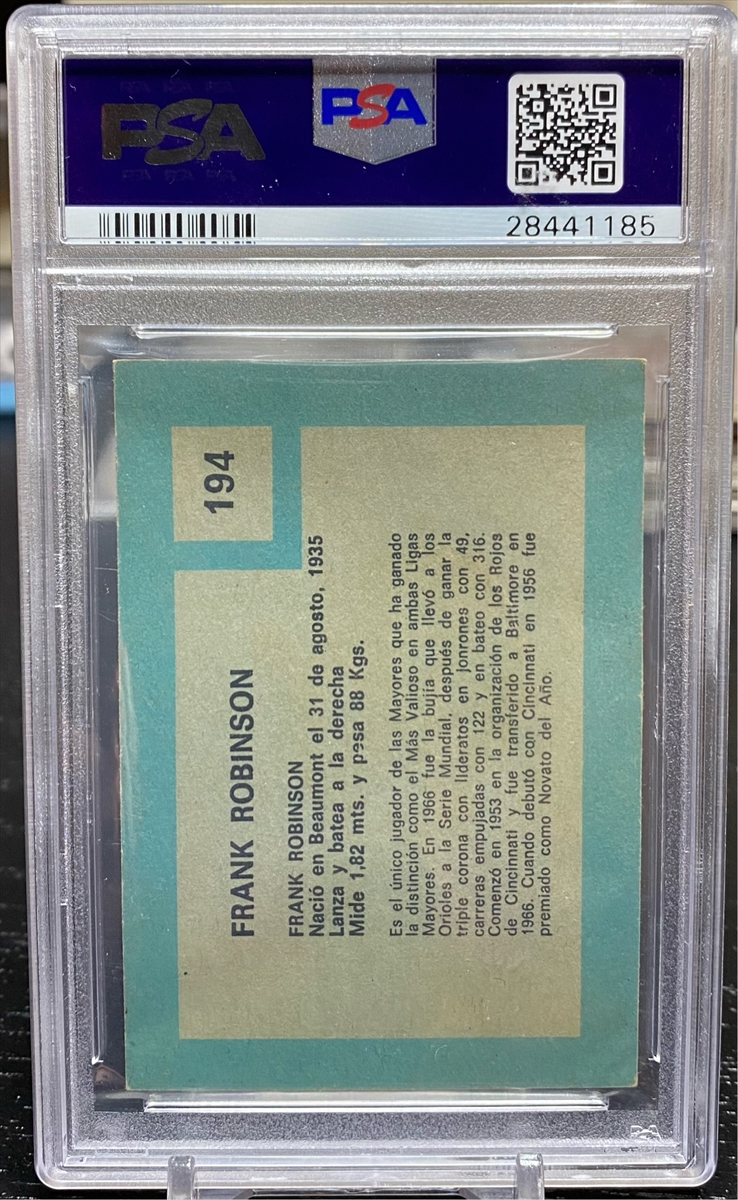 PSA
PSA
28441185
194
FRANK ROBINSON
FRANK ROBINSON
Nació en Beaumont el 31 de agosto, 1935
Lanza y batea a la derecha
Mide 1,82 mts. y pesa 88 Kgs.
Es el único jugador de las Mayores que ha ganado
la distinción como el Más Valioso en ambas Ligas
Mayores. En 1966 fue la bujía que llevó a los
Orioles a la Serie Mundial, después de ganar la
triple corona con lideratos en jonrones con 49,
carreras empujadas con 122 y en bateo con 316.
Comenzó en 1953 en la organización de los Rojos
de Cincinnati y fue transferido a Baltimore en
1966. Cuando debutó con Cincinnati en 1956 fue
premiado como Novato del Año.